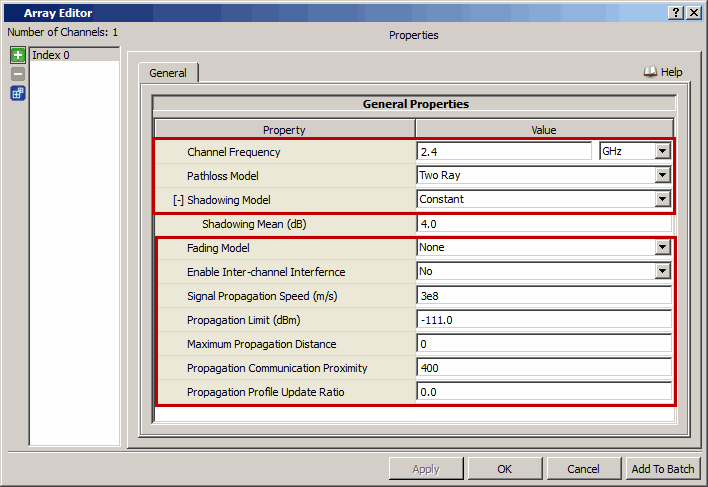 Array Editor
Number of Channels: 1
Properties
Index 0
General
Help
General Properties
Property Value
Channel Frequency 2.4 GHz
Pathloss Model Two Ray
[-] Shadowing Model Constant
Shadowing Mean (dB) 4.0
Fading Model None
Enable Inter-channel Interfernce No
Signal Propagation Speed (m/s) 3e8
Propagation Limit (dBm) -111.0
Maximum Propagation Distance 0
Propagation Communication Proximity 400
Propagation Profile Update Ratio 0.0
Apply OK Cancel Add To Batch